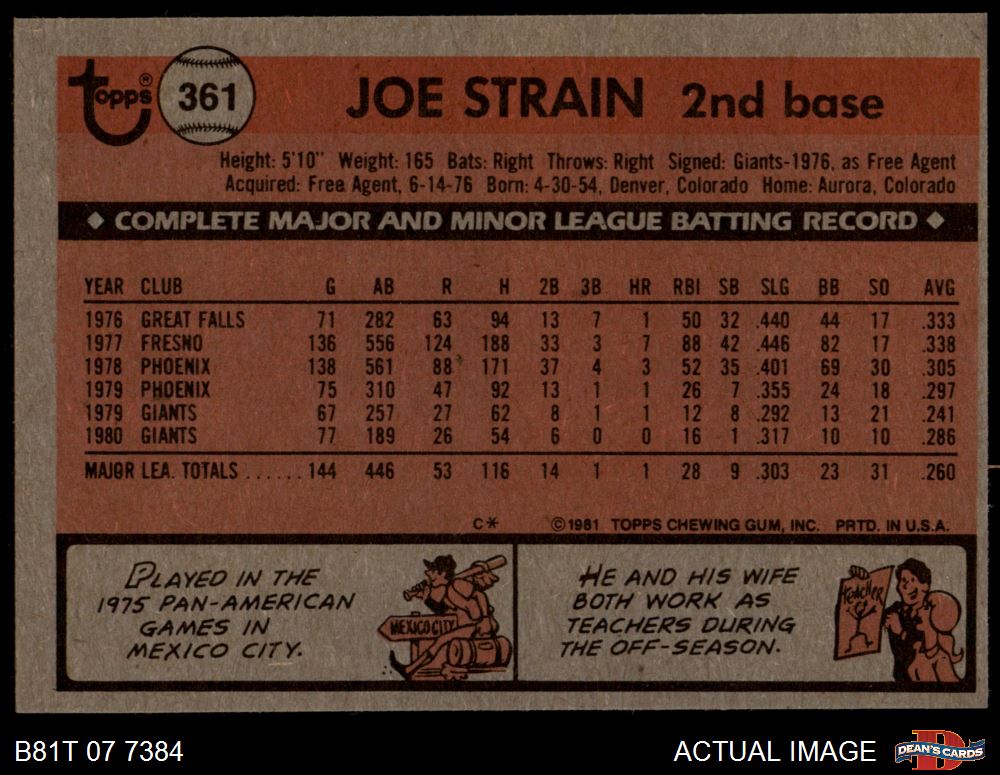 topps® 361 JOE STRAIN 2nd base
Height: 5'10" Weight: 165 Bats: Right Throws: Right Signed: Giants-1976, as Free Agent
Acquired: Free Agent, 6-14-76 Born: 4-30-54, Denver, Colorado Home: Aurora, Colorado
◆ COMPLETE MAJOR AND MINOR LEAGUE BATTING RECORD ◆
YEAR CLUB G AB R H 2B 3B HR RBI SB SLG BB SO AVG
1976 GREAT FALLS 71 282 63 94 13 7 1 50 32 .440 44 17 .333
1977 FRESNO 136 556 124 188 33 3 7 88 42 .446 82 17 .338
1978 PHOENIX 138 561 88 171 37 4 3 52 35 .401 69 30 .305
1979 PHOENIX 75 310 47 92 13 1 1 26 7 .355 24 18 .297
1979 GIANTS 67 257 27 62 8 1 1 12 8 .292 13 21 .241
1980 GIANTS 77 189 26 54 6 0 0 16 1 .317 10 10 .286
MAJOR LEA. TOTALS ...... 144 446 53 116 14 1 1 28 9 .303 23 31 .260
C* ©1981 TOPPS CHEWING GUM, INC. PRTD. IN U.S.A.
PLAYED IN THE
1975 PAN-AMERICAN
GAMES IN
MEXICO CITY.
MEXICO CITY
HE AND HIS WIFE
BOTH WORK AS
TEACHERS DURING
THE OFF-SEASON.
Teacher
B81T 07 7384 ACTUAL IMAGE DEAN'S CARDS